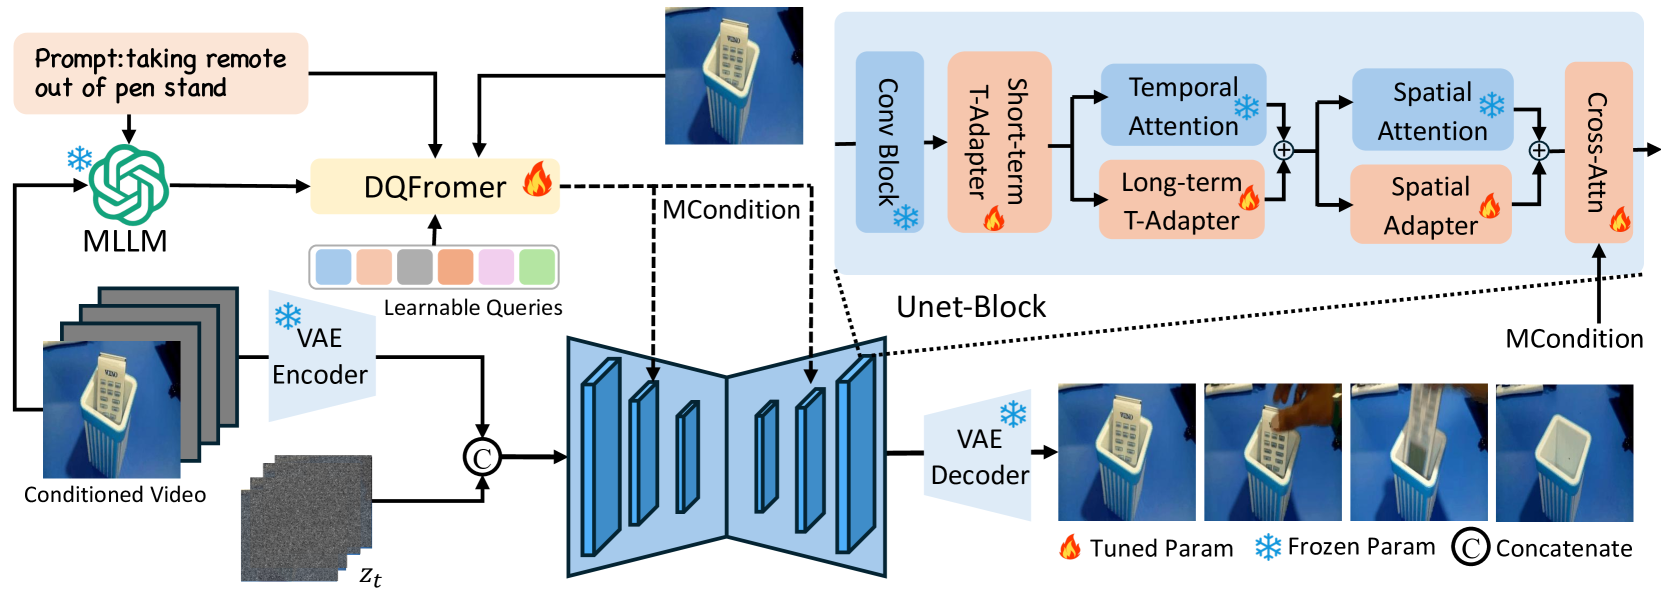 Prompt:taking remote
out of pen stand
MLLM
DQFromer
MCondition
Learnable Queries
VAE
Encoder
Conditioned Video
C
z_t
Unet-Block
Conv Block
Short-term
T-Adapter
Temporal
Attention
Long-term
T-Adapter
+
Spatial
Attention
Spatial
Adapter
+
Cross-Attn
MCondition
VAE
Decoder
Tuned Param
Frozen Param
C Concatenate